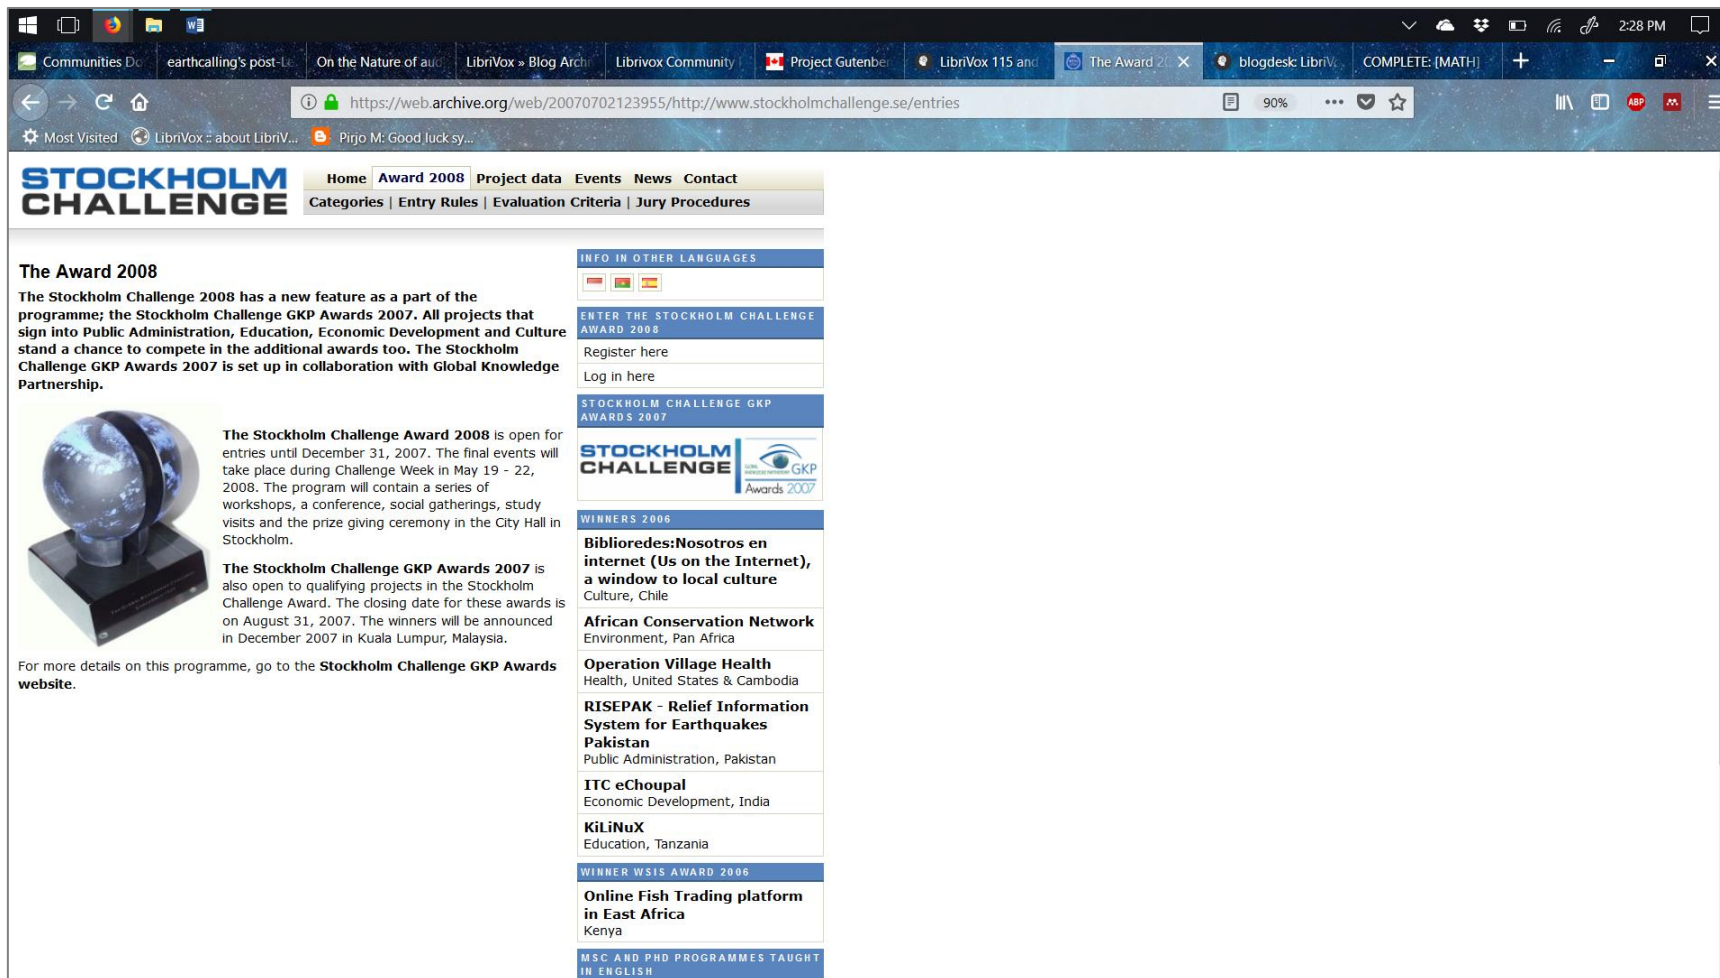 2:28 PM
Communities Do
earthcalling's post-Le
On the Nature of aud
LibriVox » Blog Archi
Librivox Community
Project Gutenber
LibriVox 115 and
The Award 20
blogdesk: LibriV
COMPLETE: [MATH]
https://web.archive.org/web/20070702123955/http://www.stockholmchallenge.se/entries
90%
ABP
Most Visited
LibriVox :: about LibriV...
Pirjo M: Good luck sy...
STOCKHOLM
CHALLENGE
Home Award 2008 Project data Events News Contact
Categories | Entry Rules | Evaluation Criteria | Jury Procedures
The Award 2008
The Stockholm Challenge 2008 has a new feature as a part of the
programme; the Stockholm Challenge GKP Awards 2007. All projects that
sign into Public Administration, Education, Economic Development and Culture
stand a chance to compete in the additional awards too. The Stockholm
Challenge GKP Awards 2007 is set up in collaboration with Global Knowledge
Partnership.
The Stockholm Challenge Award 2008 is open for
entries until December 31, 2007. The final events will
take place during Challenge Week in May 19 - 22,
2008. The program will contain a series of
workshops, a conference, social gatherings, study
visits and the prize giving ceremony in the City Hall in
Stockholm.
The Stockholm Challenge GKP Awards 2007 is
also open to qualifying projects in the Stockholm
Challenge Award. The closing date for these awards is
on August 31, 2007. The winners will be announced
in December 2007 in Kuala Lumpur, Malaysia.
For more details on this programme, go to the Stockholm Challenge GKP Awards
website.
INFO IN OTHER LANGUAGES
ENTER THE STOCKHOLM CHALLENGE
AWARD 2008
Register here
Log in here
STOCKHOLM CHALLENGE GKP
AWARDS 2007
STOCKHOLM
CHALLENGE
GKP
Awards 2007
WINNERS 2006
Biblioredes:Nosotros en
internet (Us on the Internet),
a window to local culture
Culture, Chile
African Conservation Network
Environment, Pan Africa
Operation Village Health
Health, United States & Cambodia
RISEPAK - Relief Information
System for Earthquakes
Pakistan
Public Administration, Pakistan
ITC eChoupal
Economic Development, India
KiLiNuX
Education, Tanzania
WINNER WSIS AWARD 2006
Online Fish Trading platform
in East Africa
Kenya
MSC AND PHD PROGRAMMES TAUGHT
IN ENGLISH